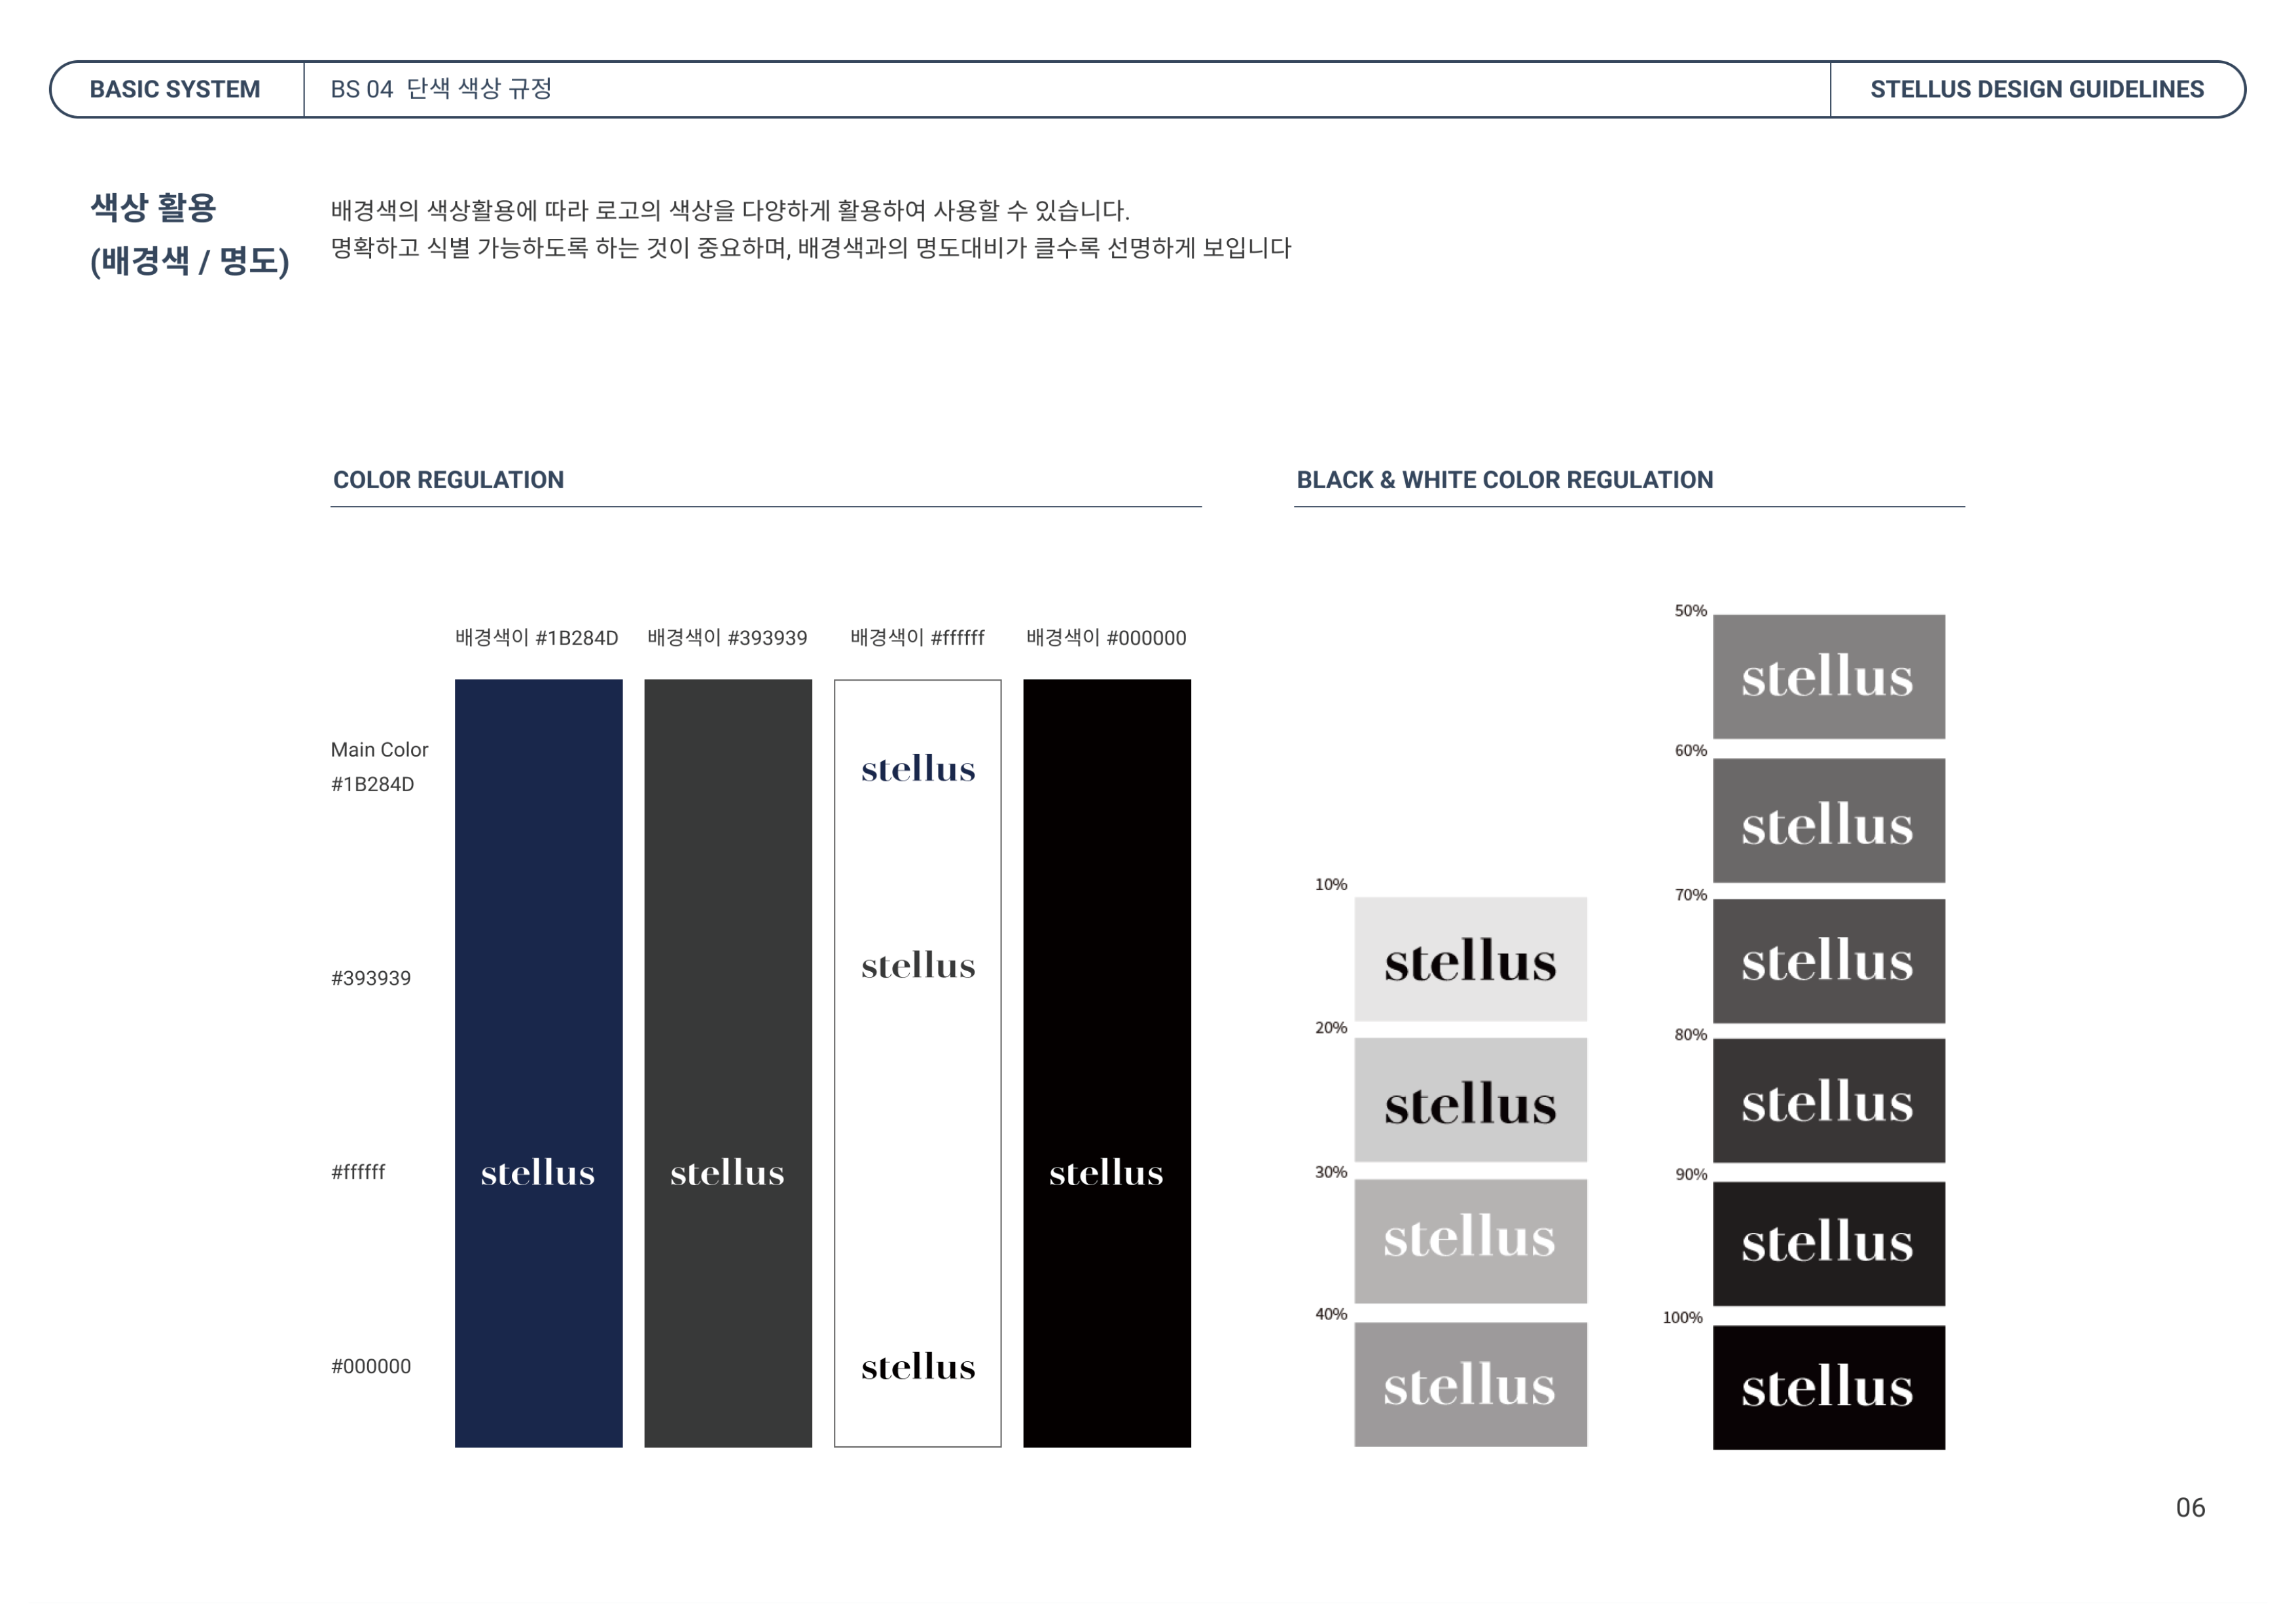 BASIC SYSTEM
BS 04 단색 색상 규정
STELLUS DESIGN GUIDELINES
색상 활용
(배경색 / 명도)
배경색의 색상활용에 따라 로고의 색상을 다양하게 활용하여 사용할 수 있습니다.
명확하고 식별 가능하도록 하는 것이 중요하며, 배경색과의 명도대비가 클수록 선명하게 보입니다
COLOR REGULATION
배경색이 #1B284D
배경색이 #393939
배경색이 #ffffff
배경색이 #000000
Main Color
#1B284D
stellus
#393939
stellus
#ffffff
stellus
stellus
stellus
#000000
stellus
BLACK & WHITE COLOR REGULATION
10%
stellus
20%
stellus
30%
stellus
40%
stellus
50%
stellus
60%
stellus
70%
stellus
80%
stellus
90%
stellus
100%
stellus
06